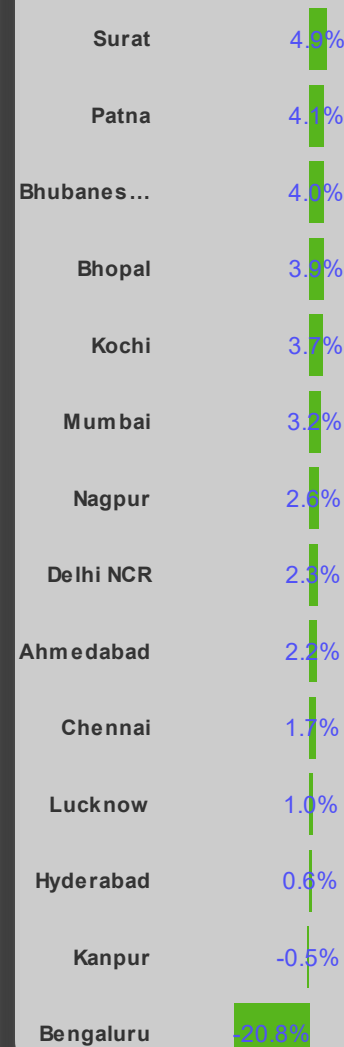 Surat 4.9%
Patna 4.1%
Bhubanes... 4.0%
Bhopal 3.9%
Kochi 3.7%
Mumbai 3.2%
Nagpur 2.6%
Delhi NCR 2.3%
Ahmedabad 2.2%
Chennai 1.7%
Lucknow 1.0%
Hyderabad 0.6%
Kanpur -0.5%
Bengaluru -20.8%